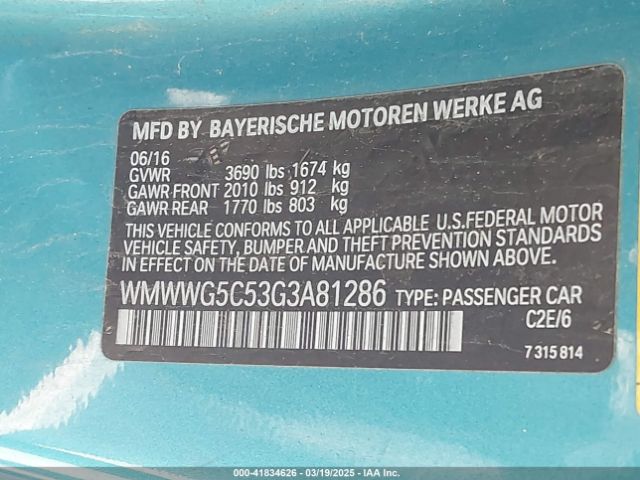 MFD BY BAYERISCHE MOTOREN WERKE AG
06/16
GVWR 3690 lbs 1674 kg
GAWR FRONT 2010 lbs 912 kg
GAWR REAR 1770 lbs 803 kg
THIS VEHICLE CONFORMS TO ALL APPLICABLE U.S.FEDERAL MOTOR
VEHICLE SAFETY, BUMPER AND THEFT PREVENTION STANDARDS
IN EFFECT ON THE DATE OF MANUFACTURE SHOWN ABOVE.
WMWWG5C53G3A81286 TYPE: PASSENGER CAR
C2E/6
7 315 814
000-41834626 - 03/19/2025 - IAA Inc.